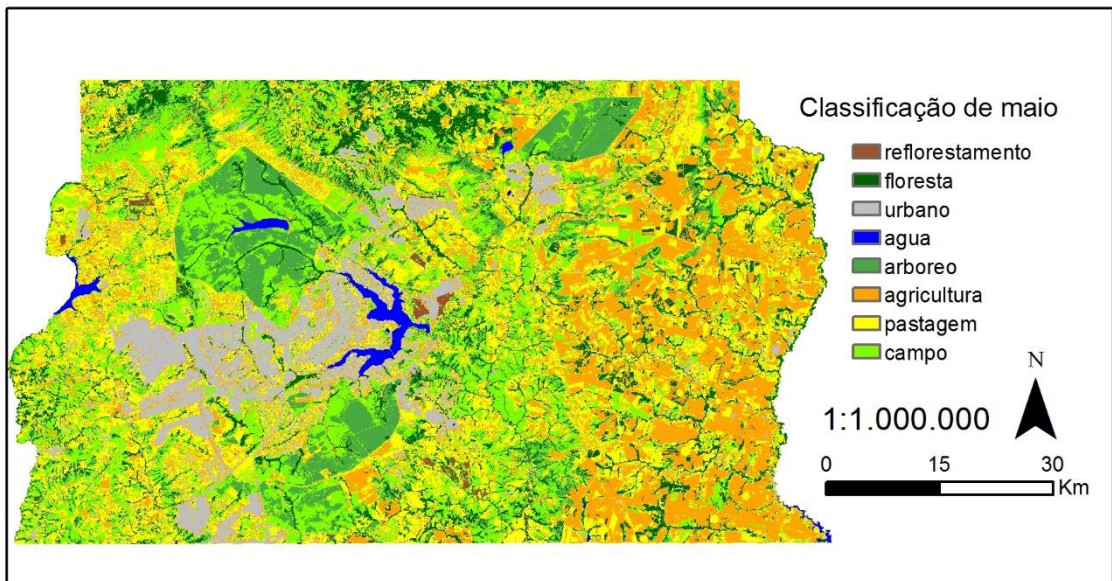 Classificação de maio
reflorestamento
floresta
urbano
agua
arboreo
agricultura
pastagem
campo
N
1:1.000.000
0 15 30
Km